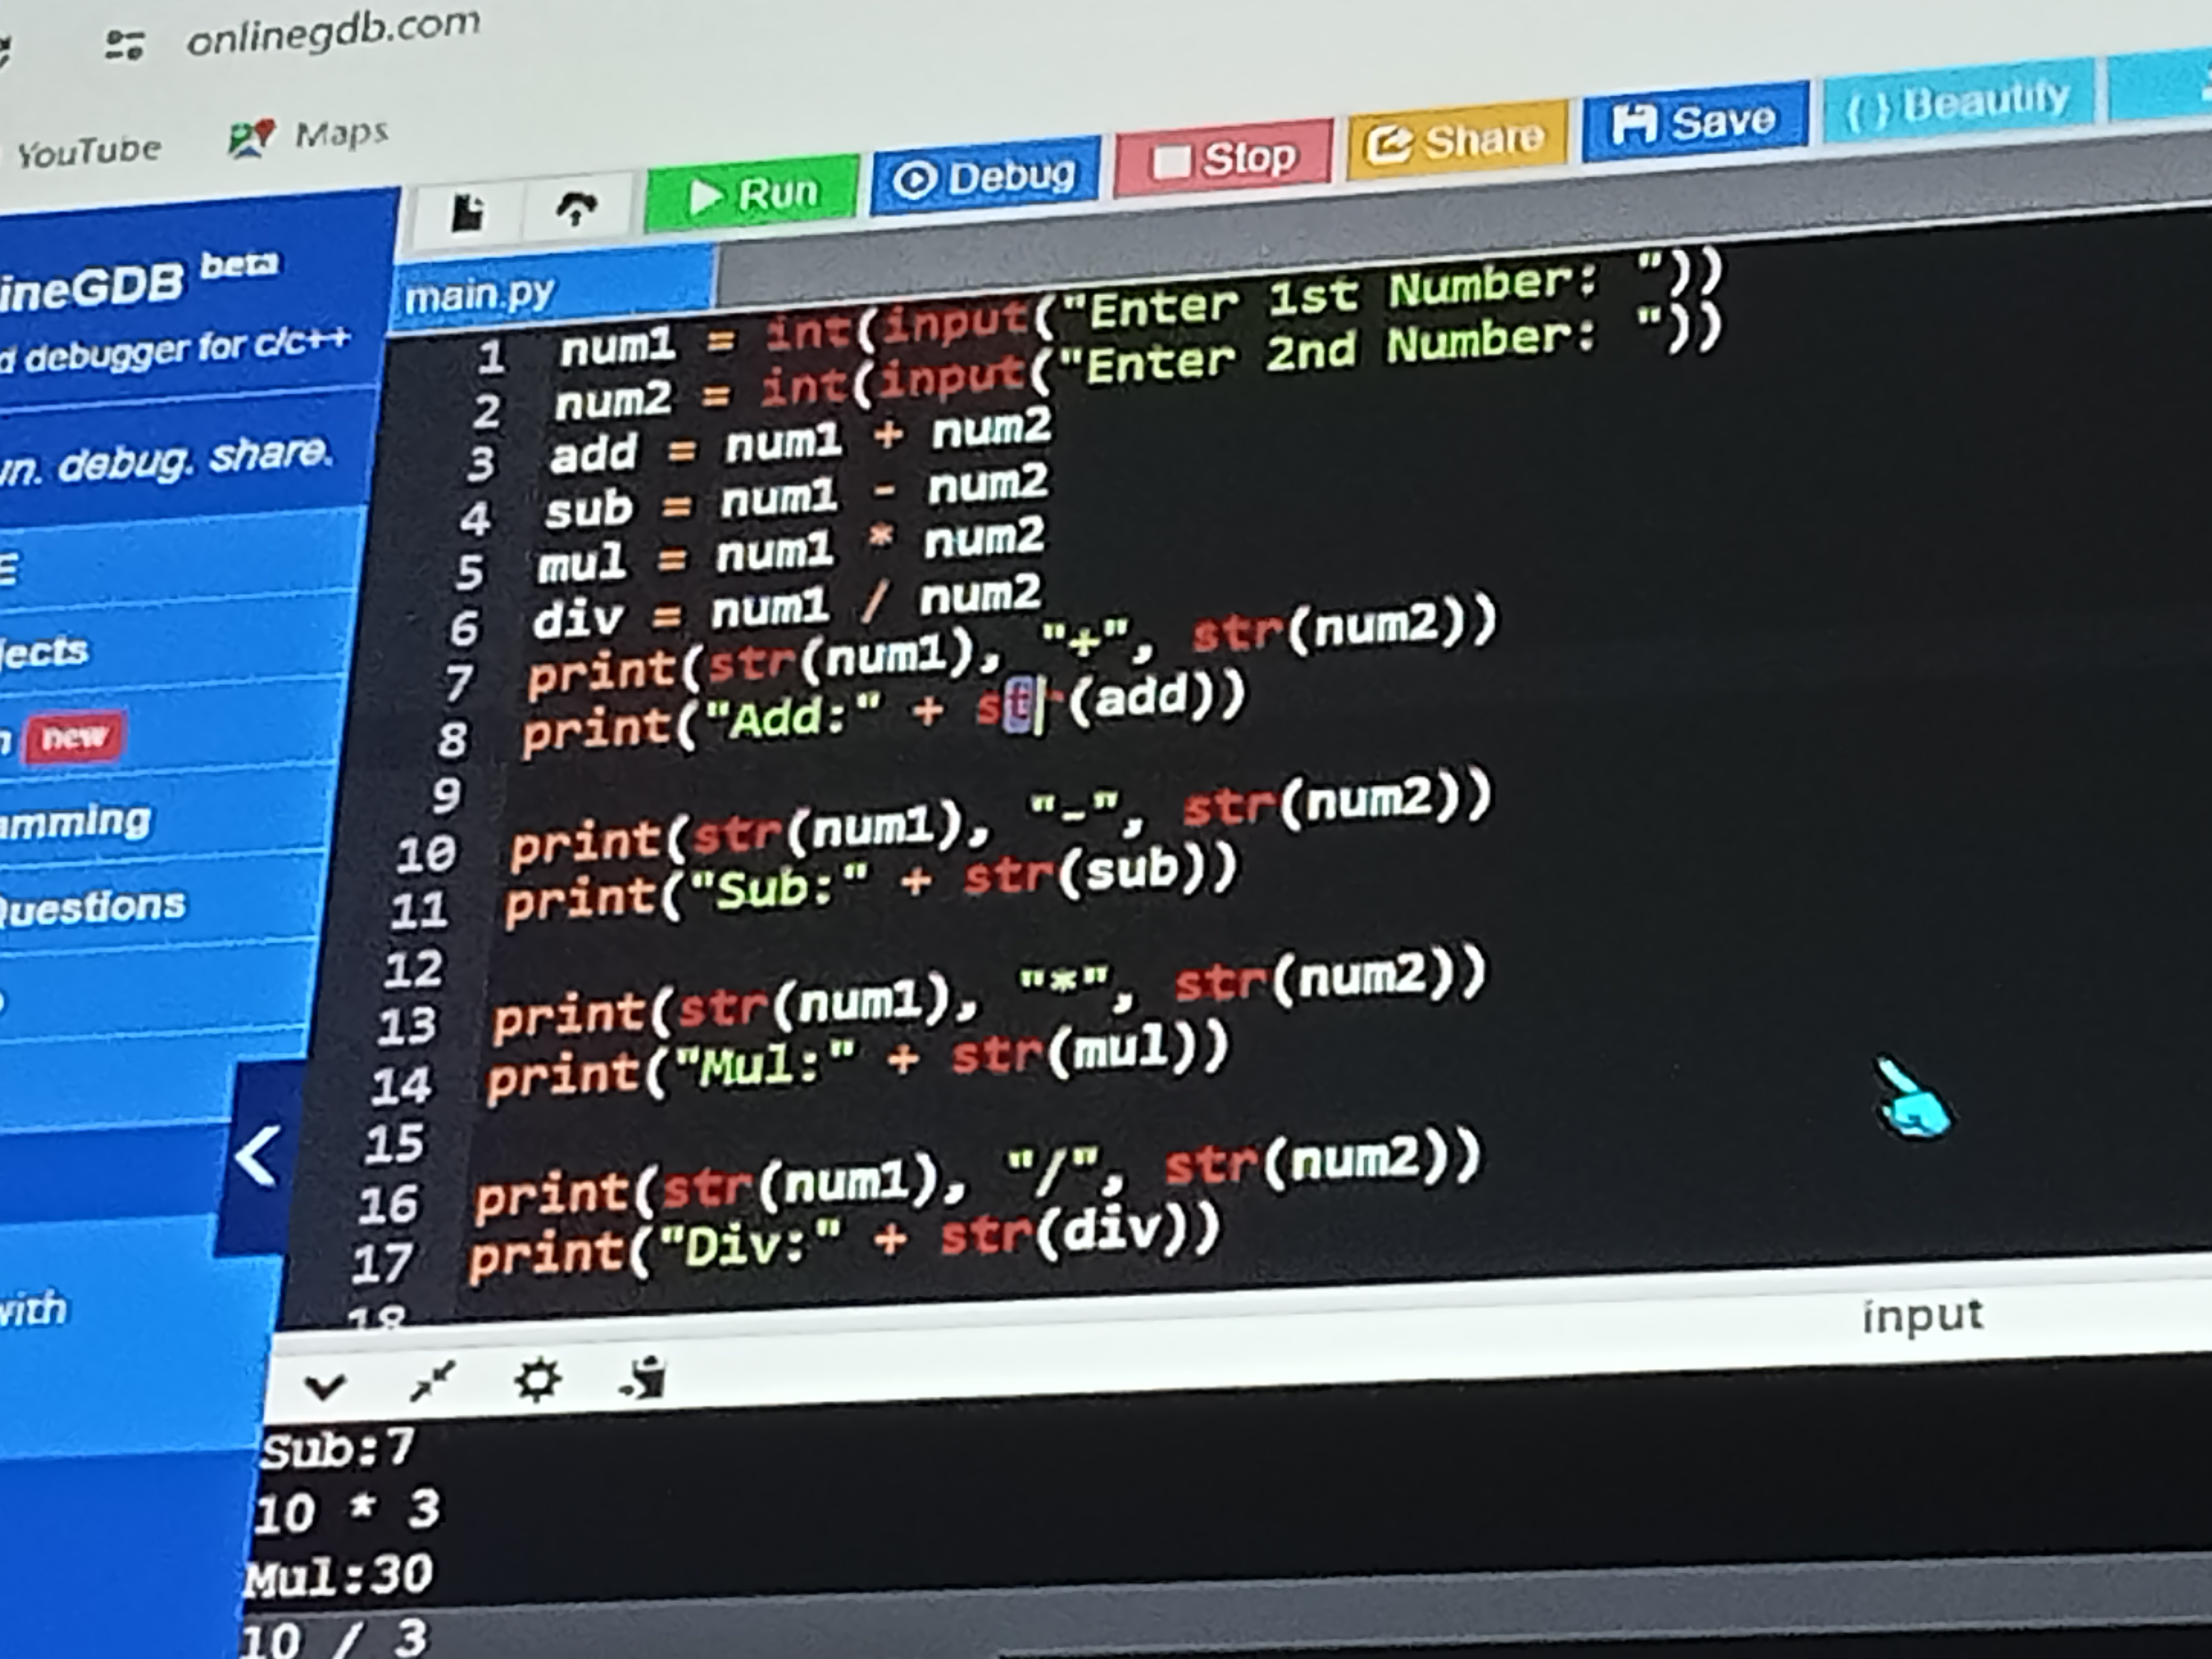 onlinegdb.com
YouTube Maps
Run Debug Stop Share Save { } Beautify
ineGDB beta
d debugger for c/c++
un. debug. share.
E
jects
new
amming
Questions
with
main.py
1 num1 = int(input("Enter 1st Number: "))
2 num2 = int(input("Enter 2nd Number: "))
3 add = num1 + num2
4 sub = num1 - num2
5 mul = num1 * num2
6 div = num1 / num2
7 print(str(num1), "+", str(num2))
8 print("Add:" + str(add))
9
10 print(str(num1), "-", str(num2))
11 print("Sub:" + str(sub))
12
13 print(str(num1), "*", str(num2))
14 print("Mul:" + str(mul))
15
16 print(str(num1), "/", str(num2))
17 print("Div:" + str(div))
18
input
Sub:7
10 * 3
Mul:30
10 / 3